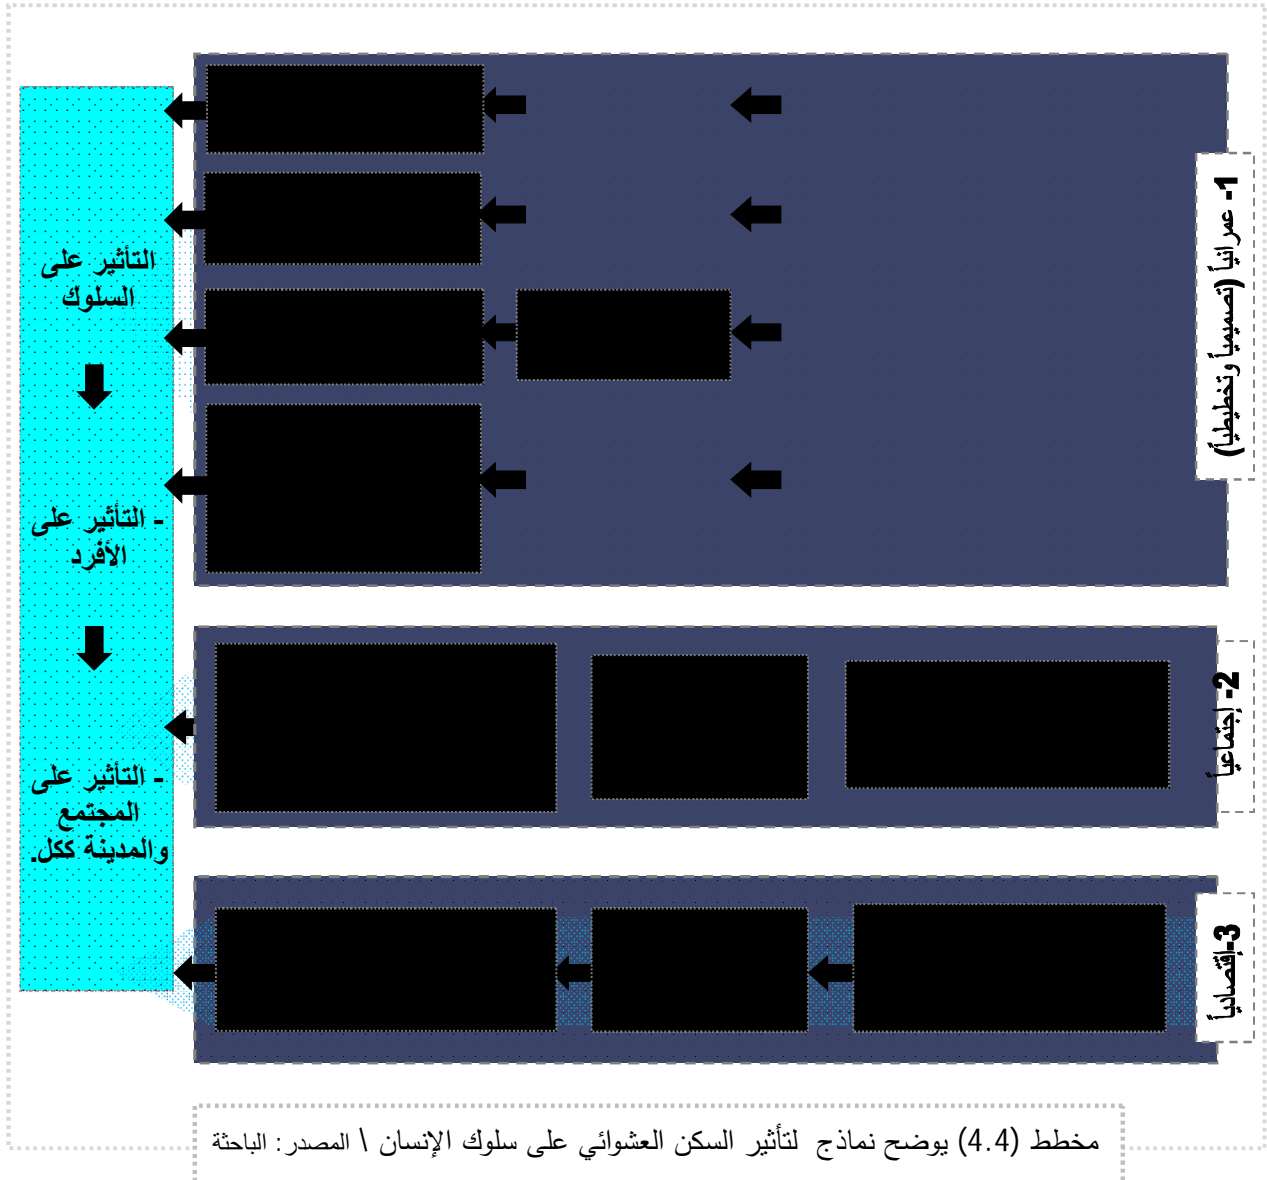 1- عمرانياً (تصميمياً وتخطيطياً)
2- إجتماعياً
3-إقتصادياً
التأثير على
السلوك
- التأثير على
الأفرد
- التأثير على
المجتمع
والمدينة ككل.
مخطط (4.4) يوضح نماذج لتأثير السكن العشوائي على سلوك الإنسان \ المصدر: الباحثة